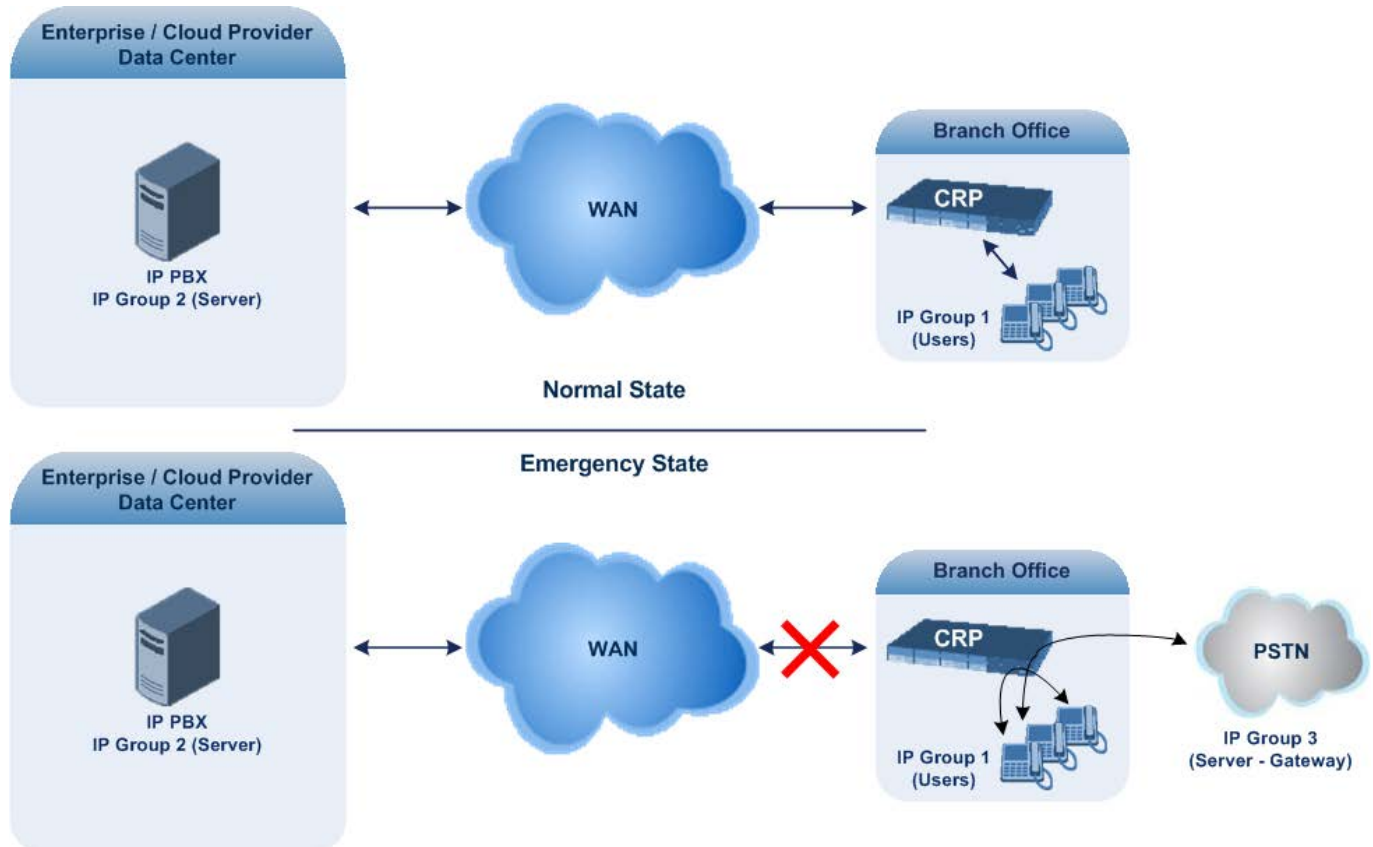 Enterprise / Cloud Provider
Data Center
IP PBX
IP Group 2 (Server)
WAN
Branch Office
CRP
IP Group 1
(Users)
Normal State
Emergency State
Enterprise / Cloud Provider
Data Center
IP PBX
IP Group 2 (Server)
WAN
Branch Office
CRP
IP Group 1
(Users)
PSTN
IP Group 3
(Server - Gateway)